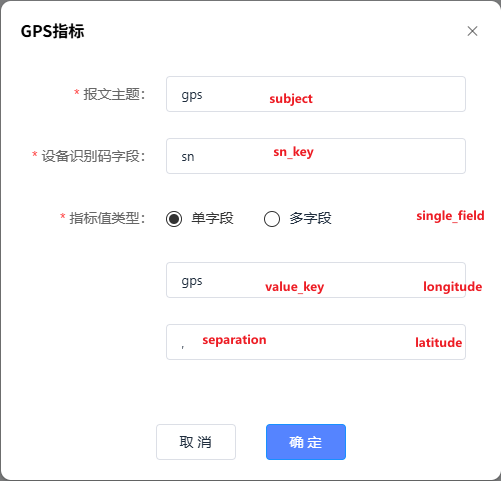 GPS指标
* 报文主题: gps subject
* 设备识别码字段: sn sn_key
* 指标值类型: 单字段 多字段 single_field
gps value_key longitude
, separation latitude
取 消 确 定